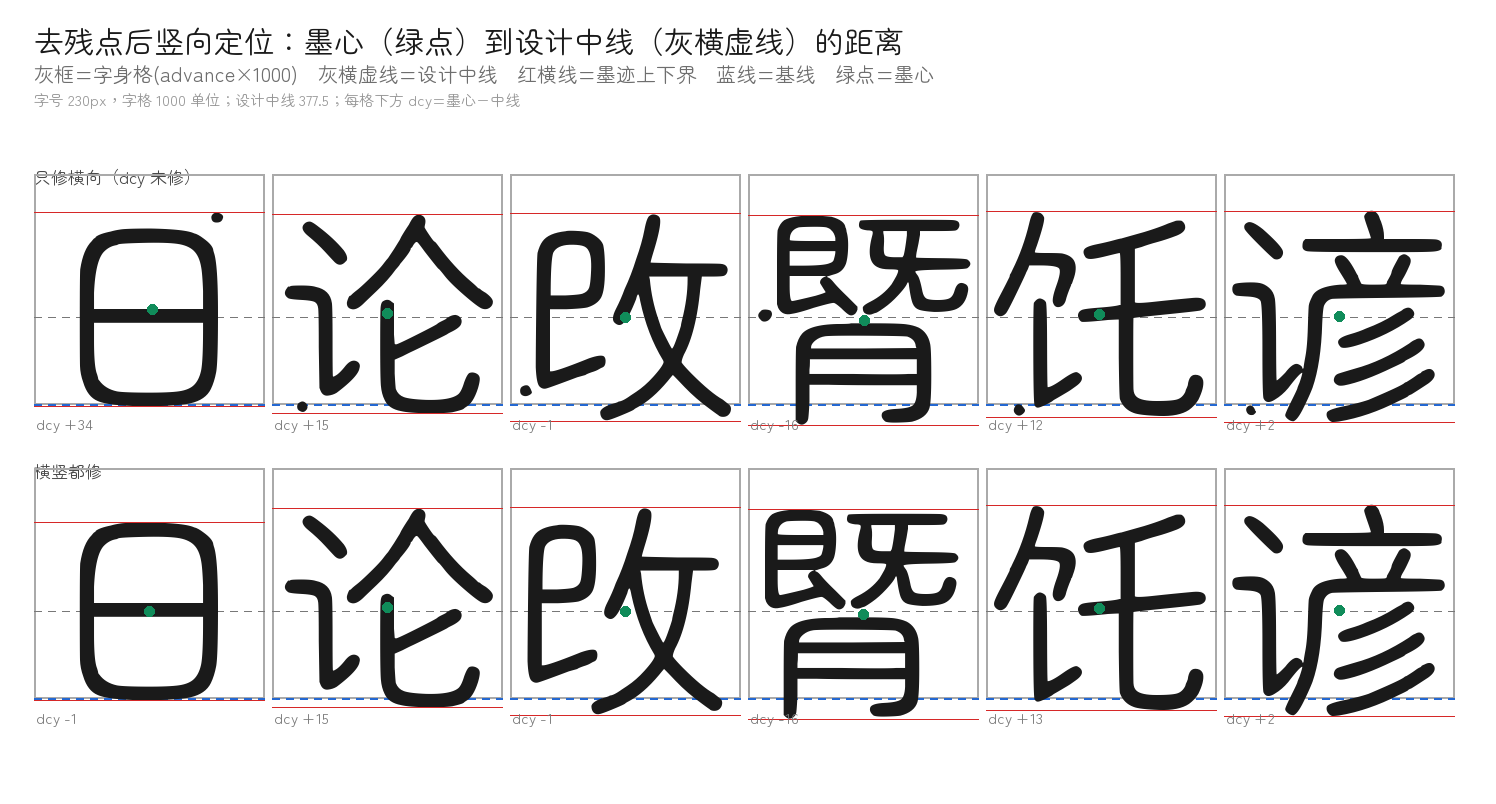 去残点后竖向定位：墨心（绿点）到设计中线（灰横虚线）的距离
灰框＝字身格(advance×1000)　灰横虚线＝设计中线　红横线＝墨迹上下界　蓝线＝基线　绿点＝墨心
字号 230px，字格 1000 单位；设计中线 377.5；每格下方 dcy＝墨心－中线
只修横向（dcy 未修）
日 论 攺 暨 饦 谚
dcy +34 dcy +15 dcy -1 dcy -16 dcy +12 dcy +2
横竖都修
日 论 攺 暨 饦 谚
dcy -1 dcy +15 dcy -1 dcy -16 dcy +13 dcy +2